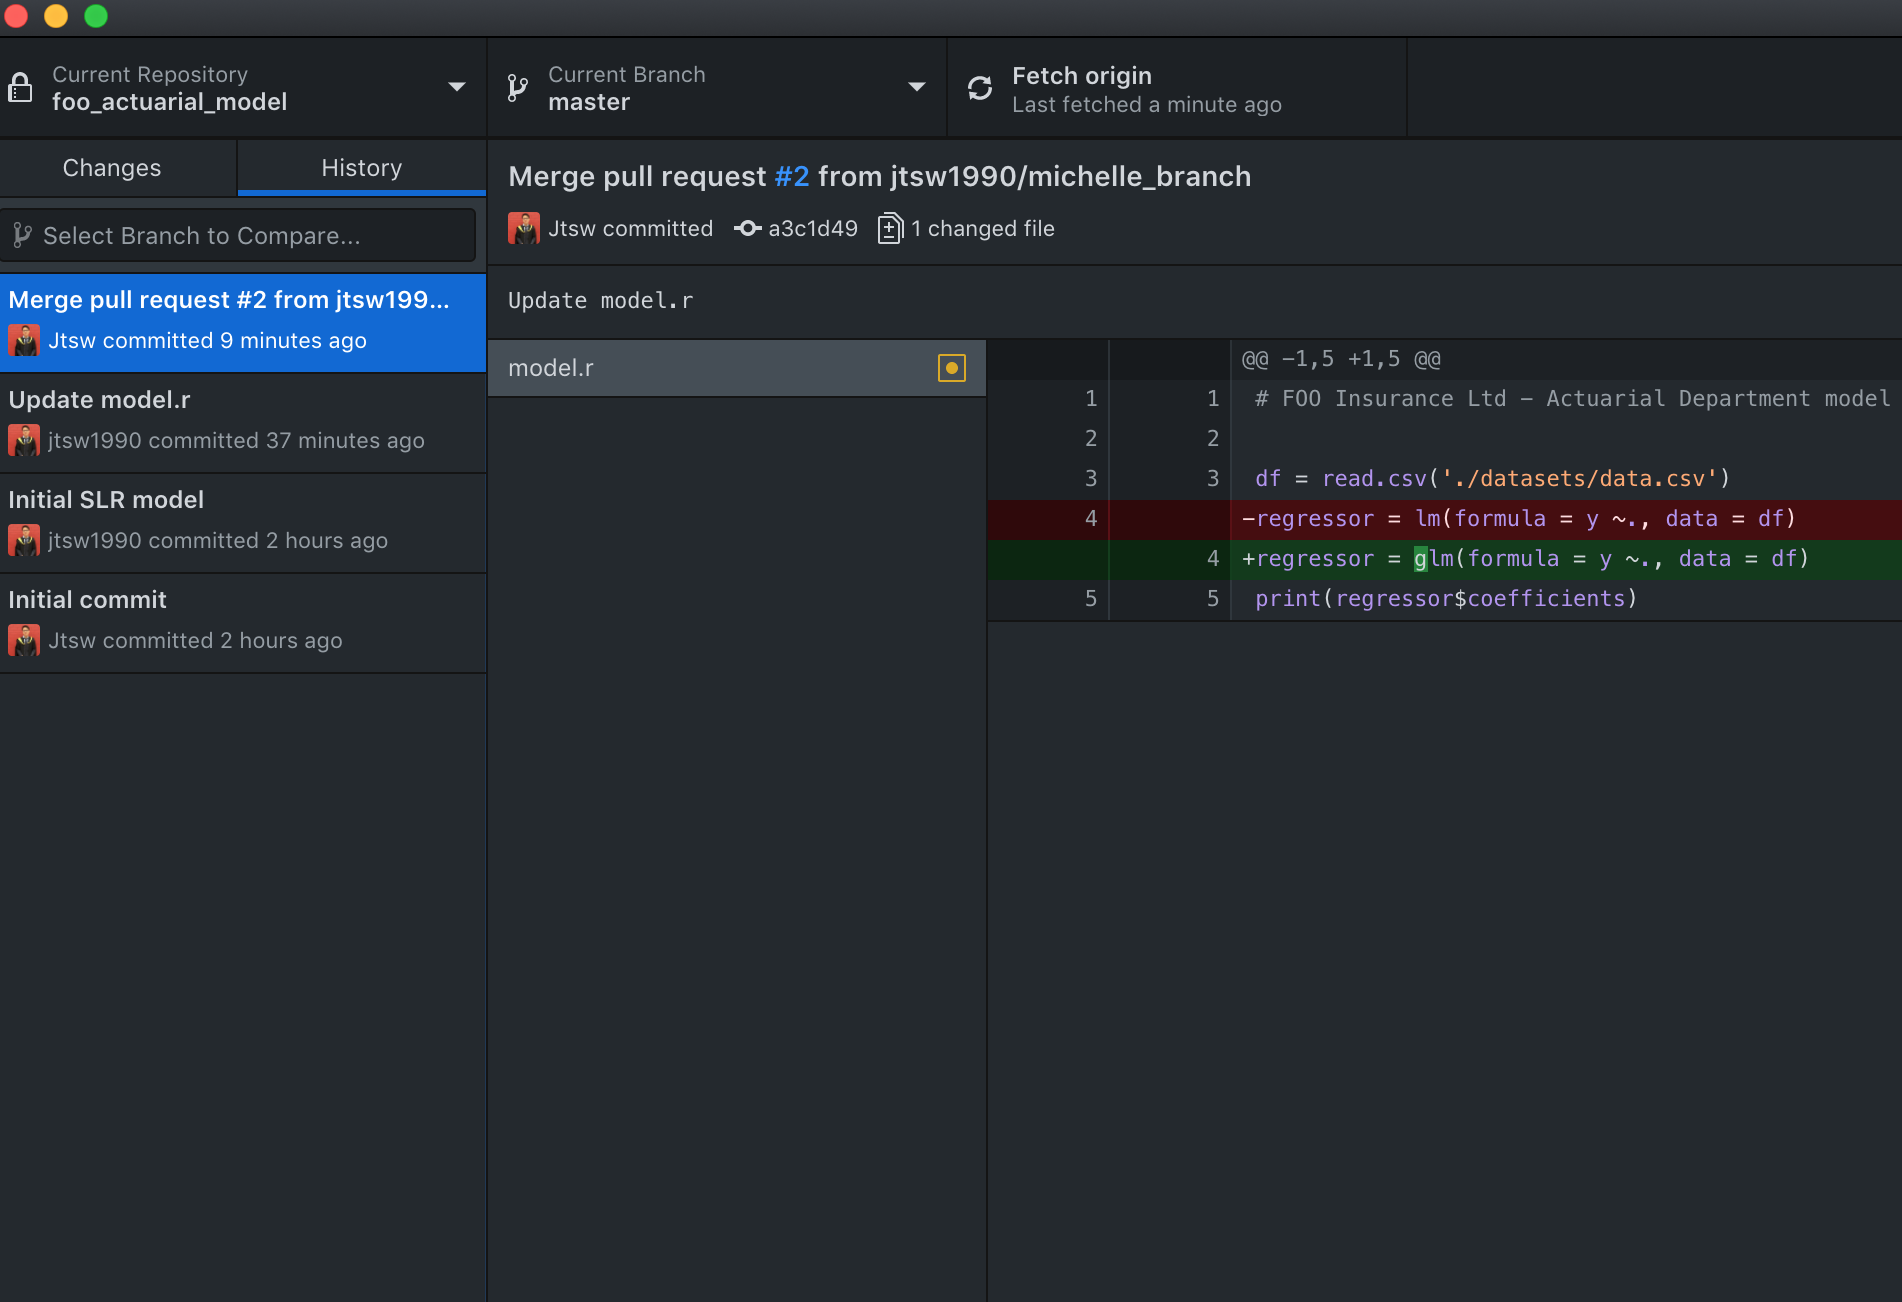 Current Repository
foo_actuarial_model
Current Branch
master
Fetch origin
Last fetched a minute ago
Changes
History
Select Branch to Compare...
Merge pull request #2 from jtsw199...
Jtsw committed 9 minutes ago
Update model.r
jtsw1990 committed 37 minutes ago
Initial SLR model
jtsw1990 committed 2 hours ago
Initial commit
Jtsw committed 2 hours ago
Merge pull request #2 from jtsw1990/michelle_branch
Jtsw committed a3c1d49 1 changed file
Update model.r
model.r
@@ -1,5 +1,5 @@
1 1 # FOO Insurance Ltd - Actuarial Department model
2 2
3 3 df = read.csv('./datasets/data.csv')
4 -regressor = lm(formula = y ~., data = df)
4 +regressor = glm(formula = y ~., data = df)
5 5 print(regressor$coefficients)